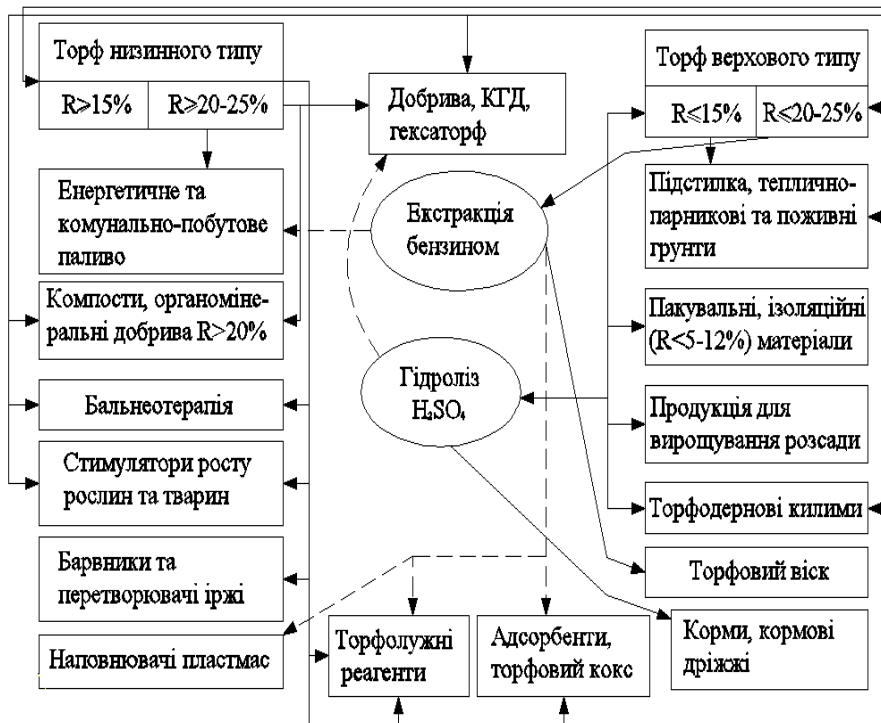 Торф низинного типу
R⩾15%
R⩾20-25%
Добрива, КГД,
гексаторф
Торф верхового типу
R⩽15%
R⩽20-25%
Енергетичне та
комунально-побутове
паливо
Екстракція
бензином
Підстилка, теплично-
парникові та поживні
грунти
Компости, органоміне-
ральні добрива R>20%
Пакувальні, ізоляційні
(R<5-12%) матеріали
Гідроліз
H₂SO₄
Бальнеотерапія
Продукція для
вирощування розсади
Стимулятори росту
рослин та тварин
Торфодернові килими
Барвники та
перетворювачі іржі
Торфовий віск
Наповнювачі пластмас
Торфолужні
реагенти
Адсорбенти,
торфовий кокс
Корми, кормові
дріжжі